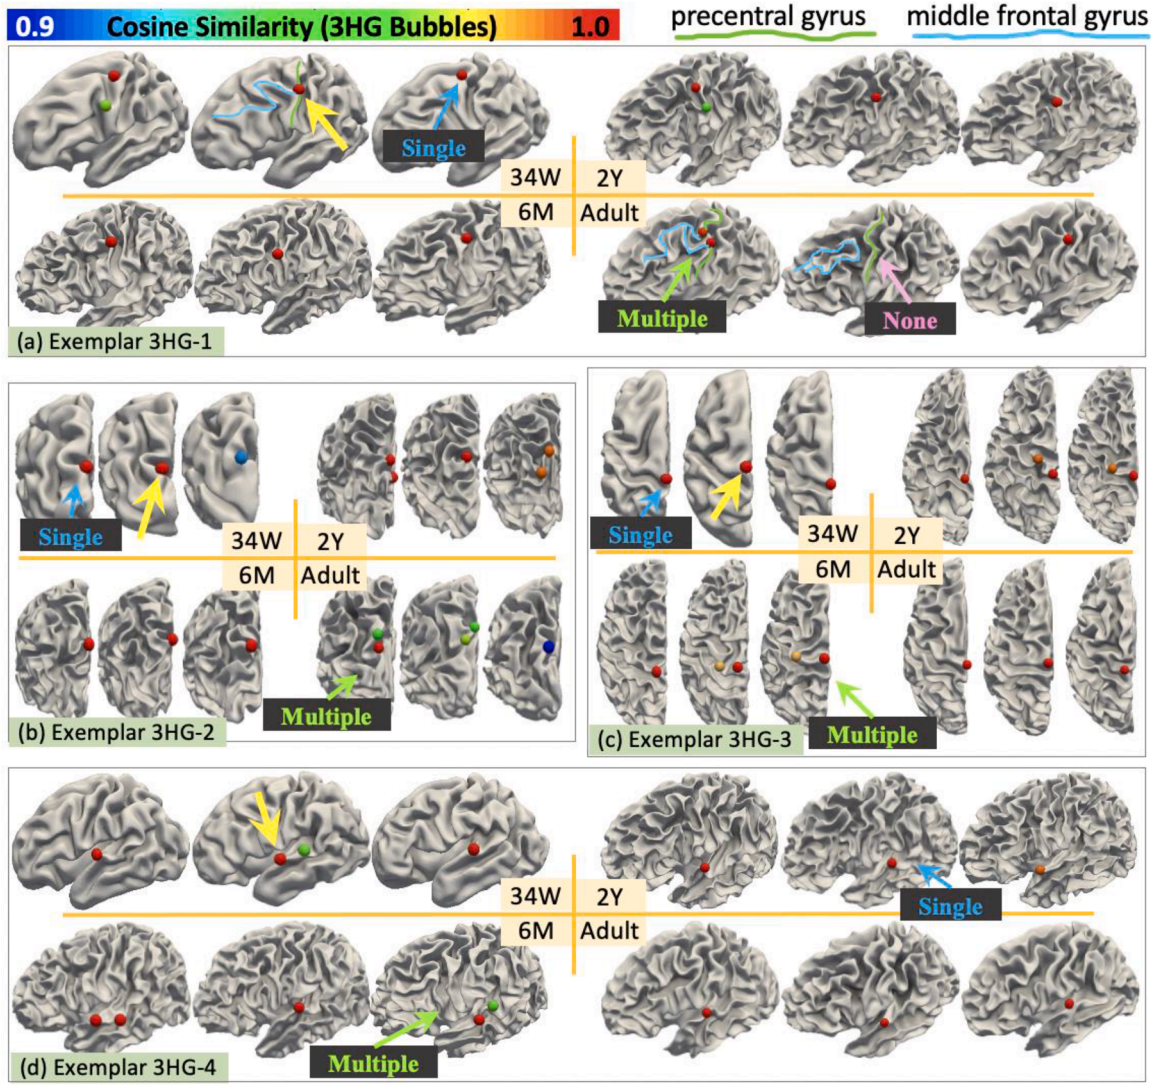 0.9 Cosine Similarity (3HG Bubbles) 1.0
precentral gyrus
middle frontal gyrus
Single
34W 2Y
6M Adult
Multiple
None
(a) Exemplar 3HG-1
Single
34W 2Y
6M Adult
Multiple
(b) Exemplar 3HG-2
Single
34W 2Y
6M Adult
Multiple
(c) Exemplar 3HG-3
34W 2Y
Single
6M Adult
Multiple
(d) Exemplar 3HG-4